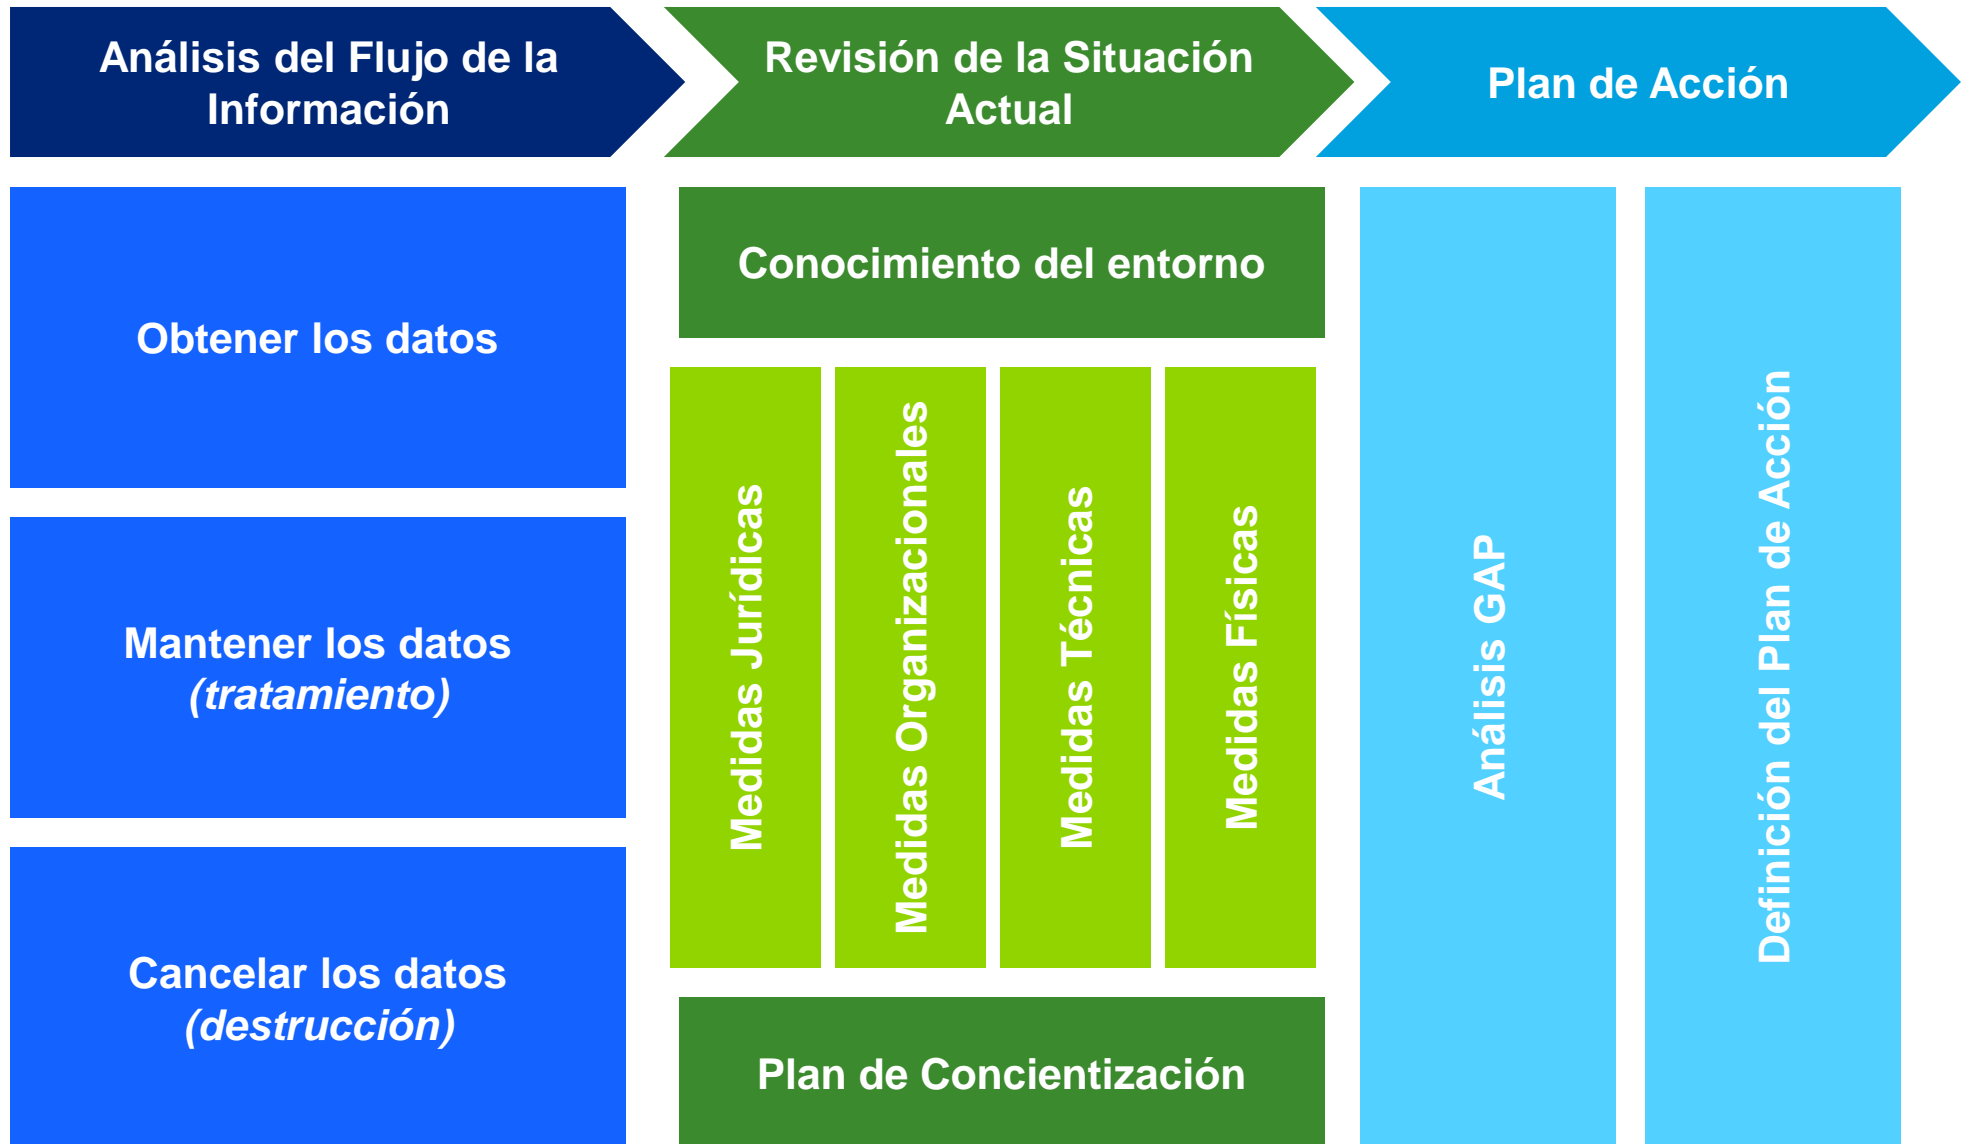 Análisis del Flujo de la
Información
Revisión de la Situación
Actual
Plan de Acción
Obtener los datos
Mantener los datos
(tratamiento)
Cancelar los datos
(destrucción)
Conocimiento del entorno
Medidas Jurídicas
Medidas Organizacionales
Medidas Técnicas
Medidas Físicas
Plan de Concientización
Análisis GAP
Definición del Plan de Acción